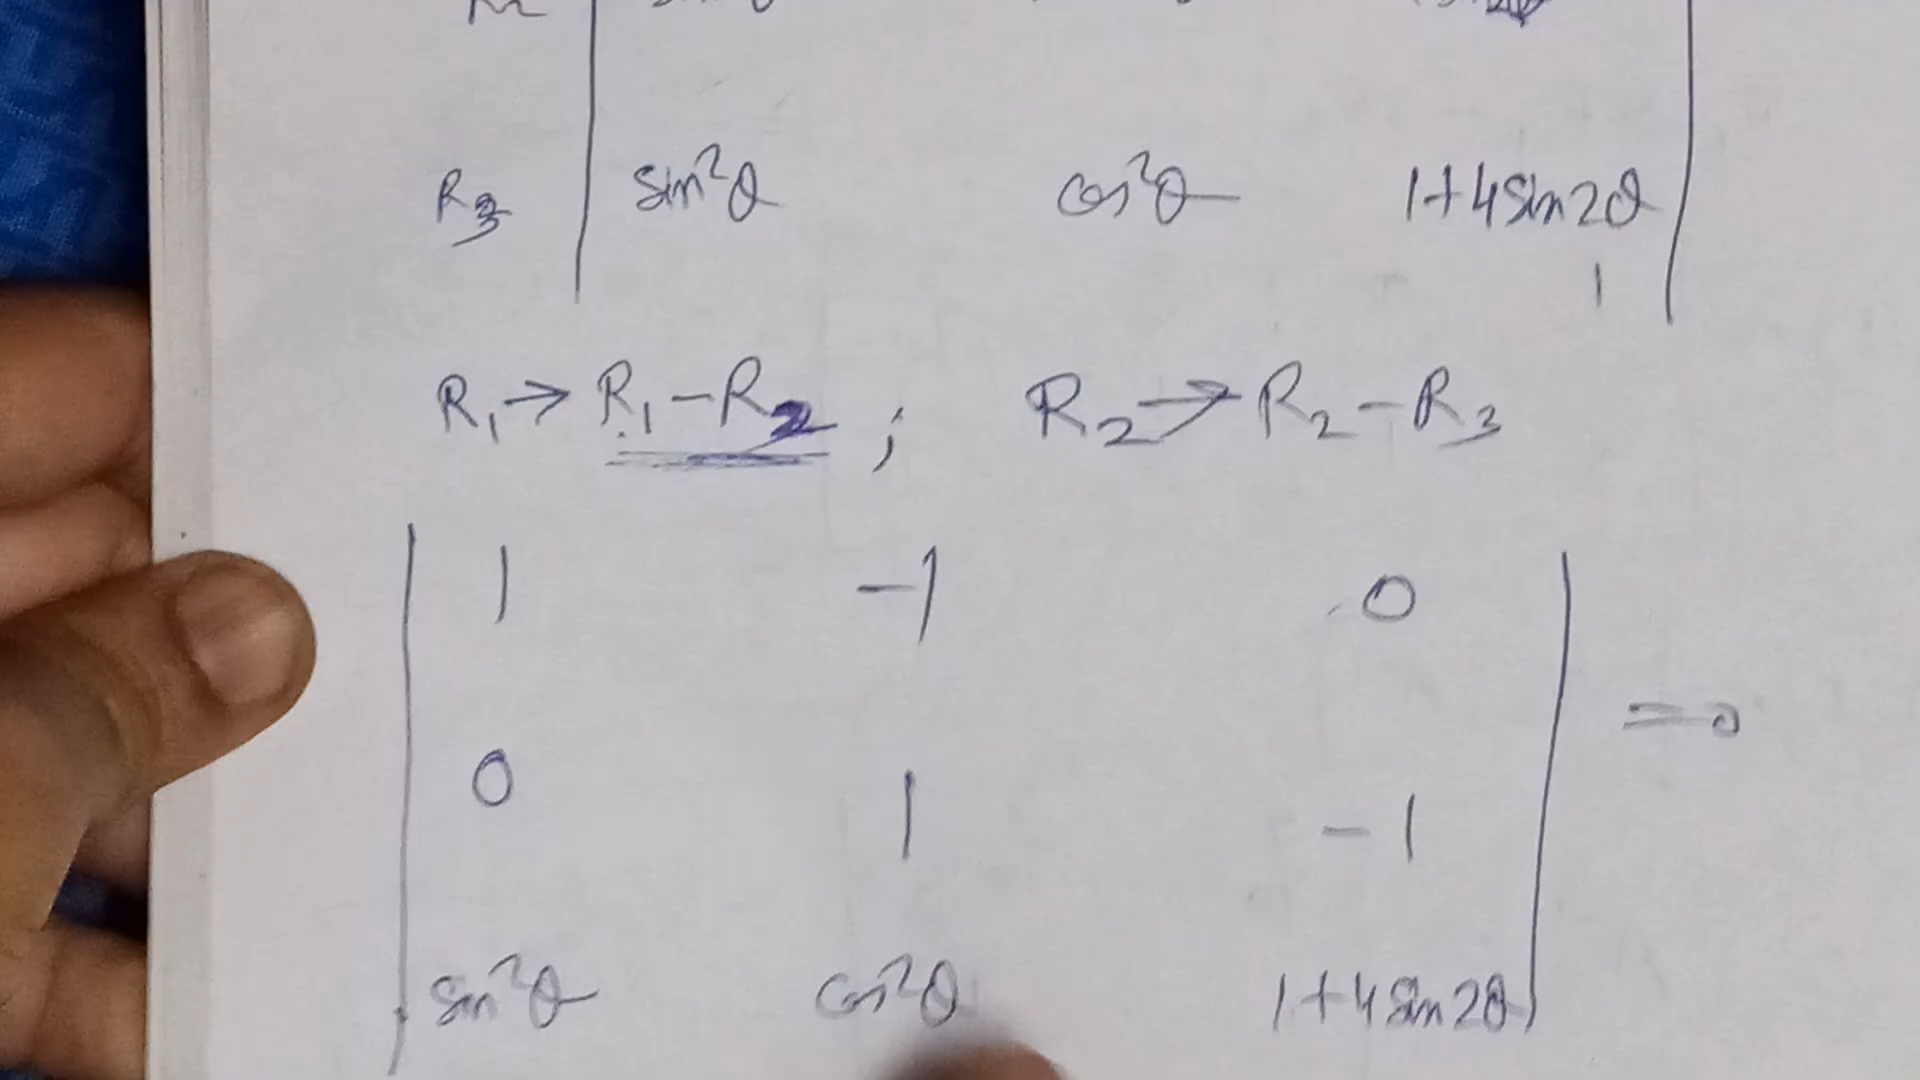 R₃ sin²θ cos²θ 1+4sin2θ
1
R₁→R₁-R₂ ; R₂→R₂-R₃
1 -1 0
=0
0 1 -1
sin²θ cos²θ 1+4sin2θ